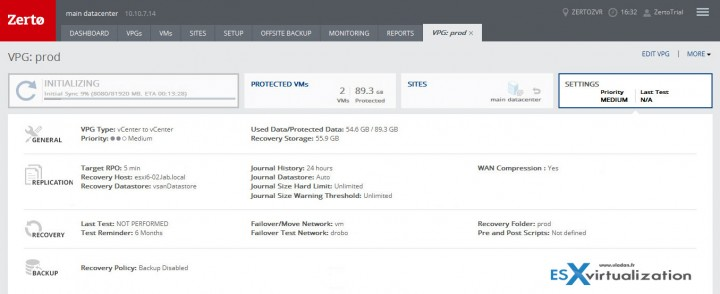 Zerto
main datacenter 10.10.7.14
ZERTOZVR 16:32 ZertoTrial
DASHBOARD VPGs VMs SITES SETUP OFFSITE BACKUP MONITORING REPORTS VPG: prod ×
VPG: prod
EDIT VPG MORE
INITIALIZING
Initial Sync 9% (8080/81920 MB, ETA 00:13:28)
PROTECTED VMs
2 VMs
89.3 GB Protected
SITES
main datacenter
SETTINGS
Priority MEDIUM
Last Test N/A
GENERAL
VPG Type: vCenter to vCenter
Priority: Medium
Used Data/Protected Data: 54.6 GB / 89.3 GB
Recovery Storage: 55.9 GB
REPLICATION
Target RPO: 5 min
Recovery Host: esxi6-02.lab.local
Recovery Datastore: vsanDatastore
Journal History: 24 hours
Journal Datastore: Auto
Journal Size Hard Limit: Unlimited
Journal Size Warning Threshold: Unlimited
WAN Compression : Yes
RECOVERY
Last Test: NOT PERFORMED
Test Reminder: 6 Months
Failover/Move Network: vm
Failover Test Network: drobo
Recovery Folder: prod
Pre and Post Scripts: Not defined
BACKUP
Recovery Policy: Backup Disabled
www.vladan.fr
ESXvirtualization